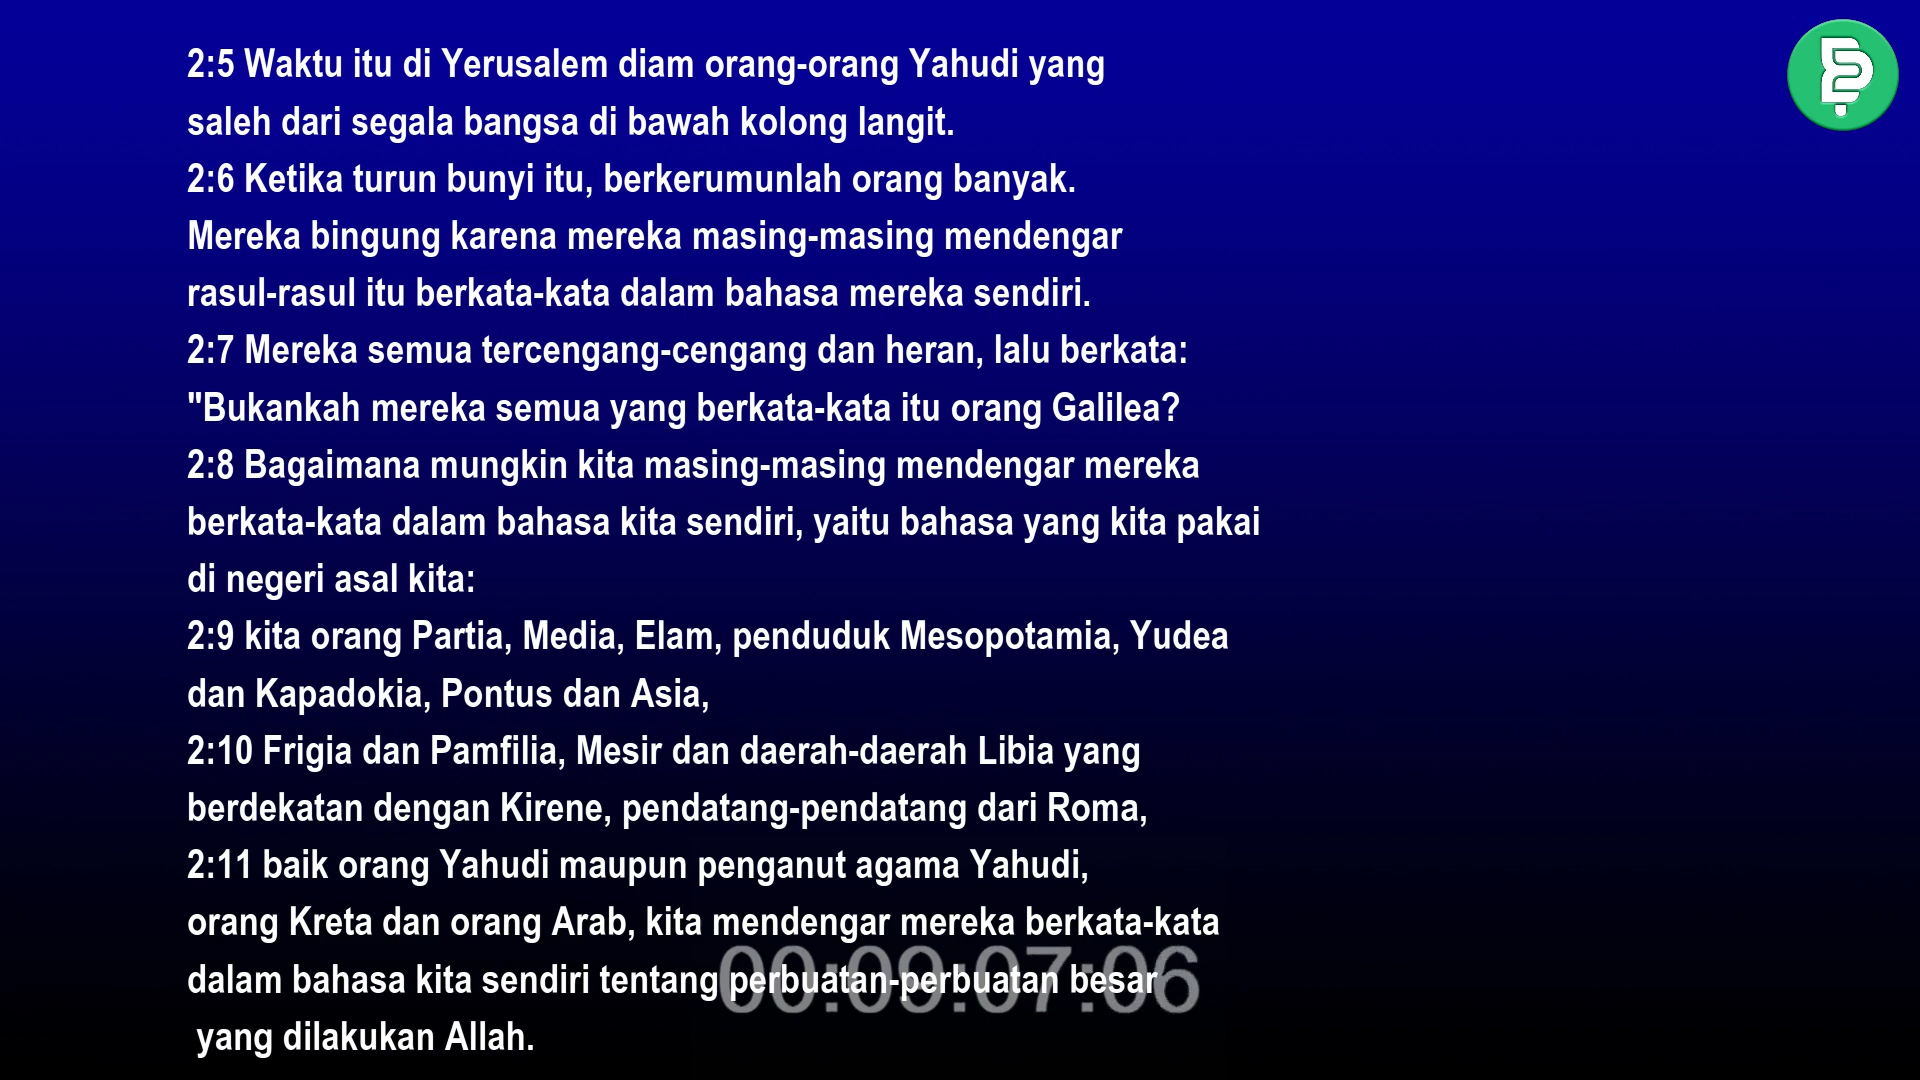 2:5 Waktu itu di Yerusalem diam orang-orang Yahudi yang
saleh dari segala bangsa di bawah kolong langit.
2:6 Ketika turun bunyi itu, berkerumunlah orang banyak.
Mereka bingung karena mereka masing-masing mendengar
rasul-rasul itu berkata-kata dalam bahasa mereka sendiri.
2:7 Mereka semua tercengang-cengang dan heran, lalu berkata:
"Bukankah mereka semua yang berkata-kata itu orang Galilea?
2:8 Bagaimana mungkin kita masing-masing mendengar mereka
berkata-kata dalam bahasa kita sendiri, yaitu bahasa yang kita pakai
di negeri asal kita:
2:9 kita orang Partia, Media, Elam, penduduk Mesopotamia, Yudea
dan Kapadokia, Pontus dan Asia,
2:10 Frigia dan Pamfilia, Mesir dan daerah-daerah Libia yang
berdekatan dengan Kirene, pendatang-pendatang dari Roma,
2:11 baik orang Yahudi maupun penganut agama Yahudi,
orang Kreta dan orang Arab, kita mendengar mereka berkata-kata
dalam bahasa kita sendiri tentang perbuatan-perbuatan besar
yang dilakukan Allah.
00:09:07:06